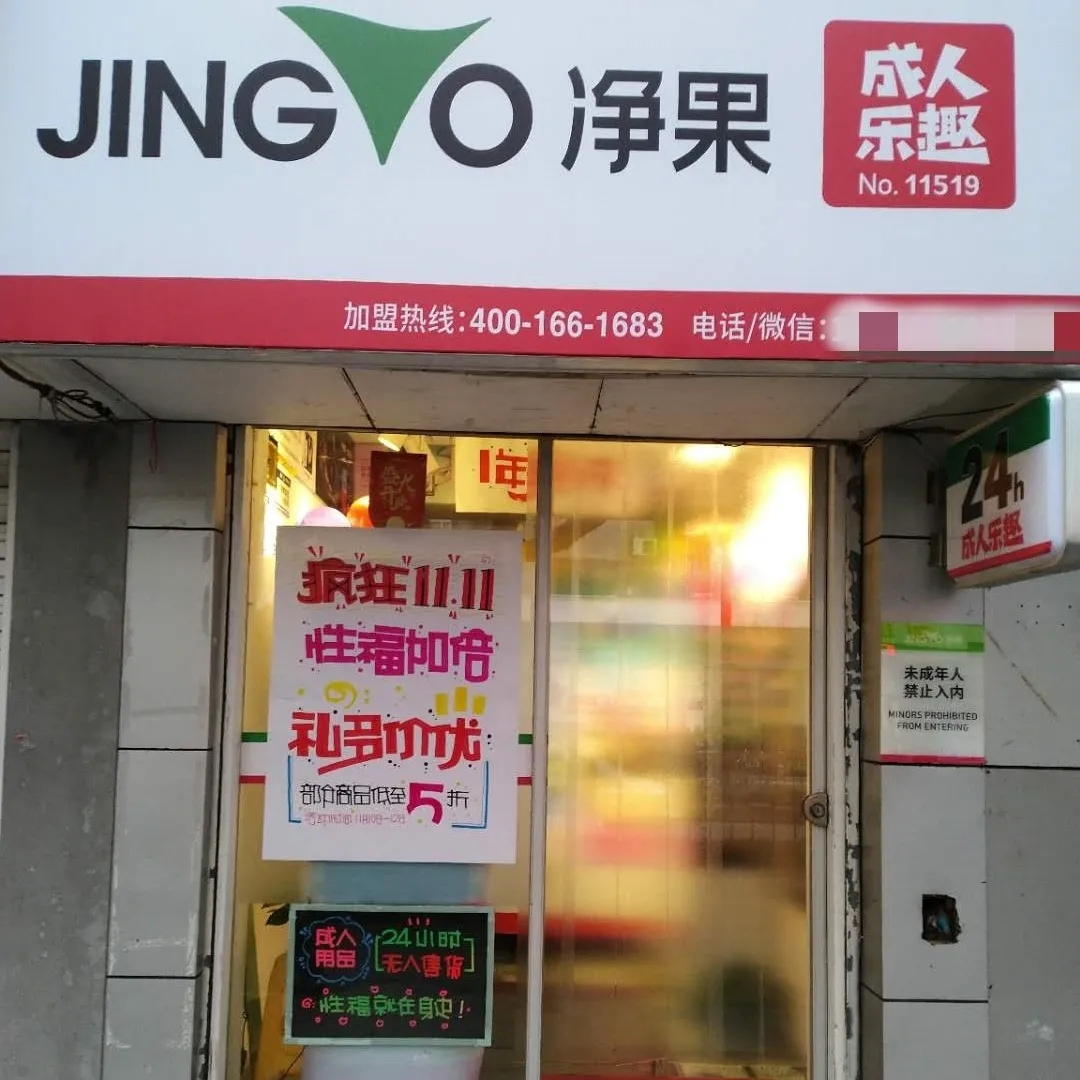 JINGO 净果
成人
乐趣
No. 11519
加盟热线:400-166-1683 电话/微信:
24h
成人乐趣
疯狂11.11
性福加倍
礼多价优
部分商品低至5折
未成年人
禁止入内
MINORS PROHIBITED
FROM ENTERING
成人
用品
24小时
无人售货
性福就在身边!